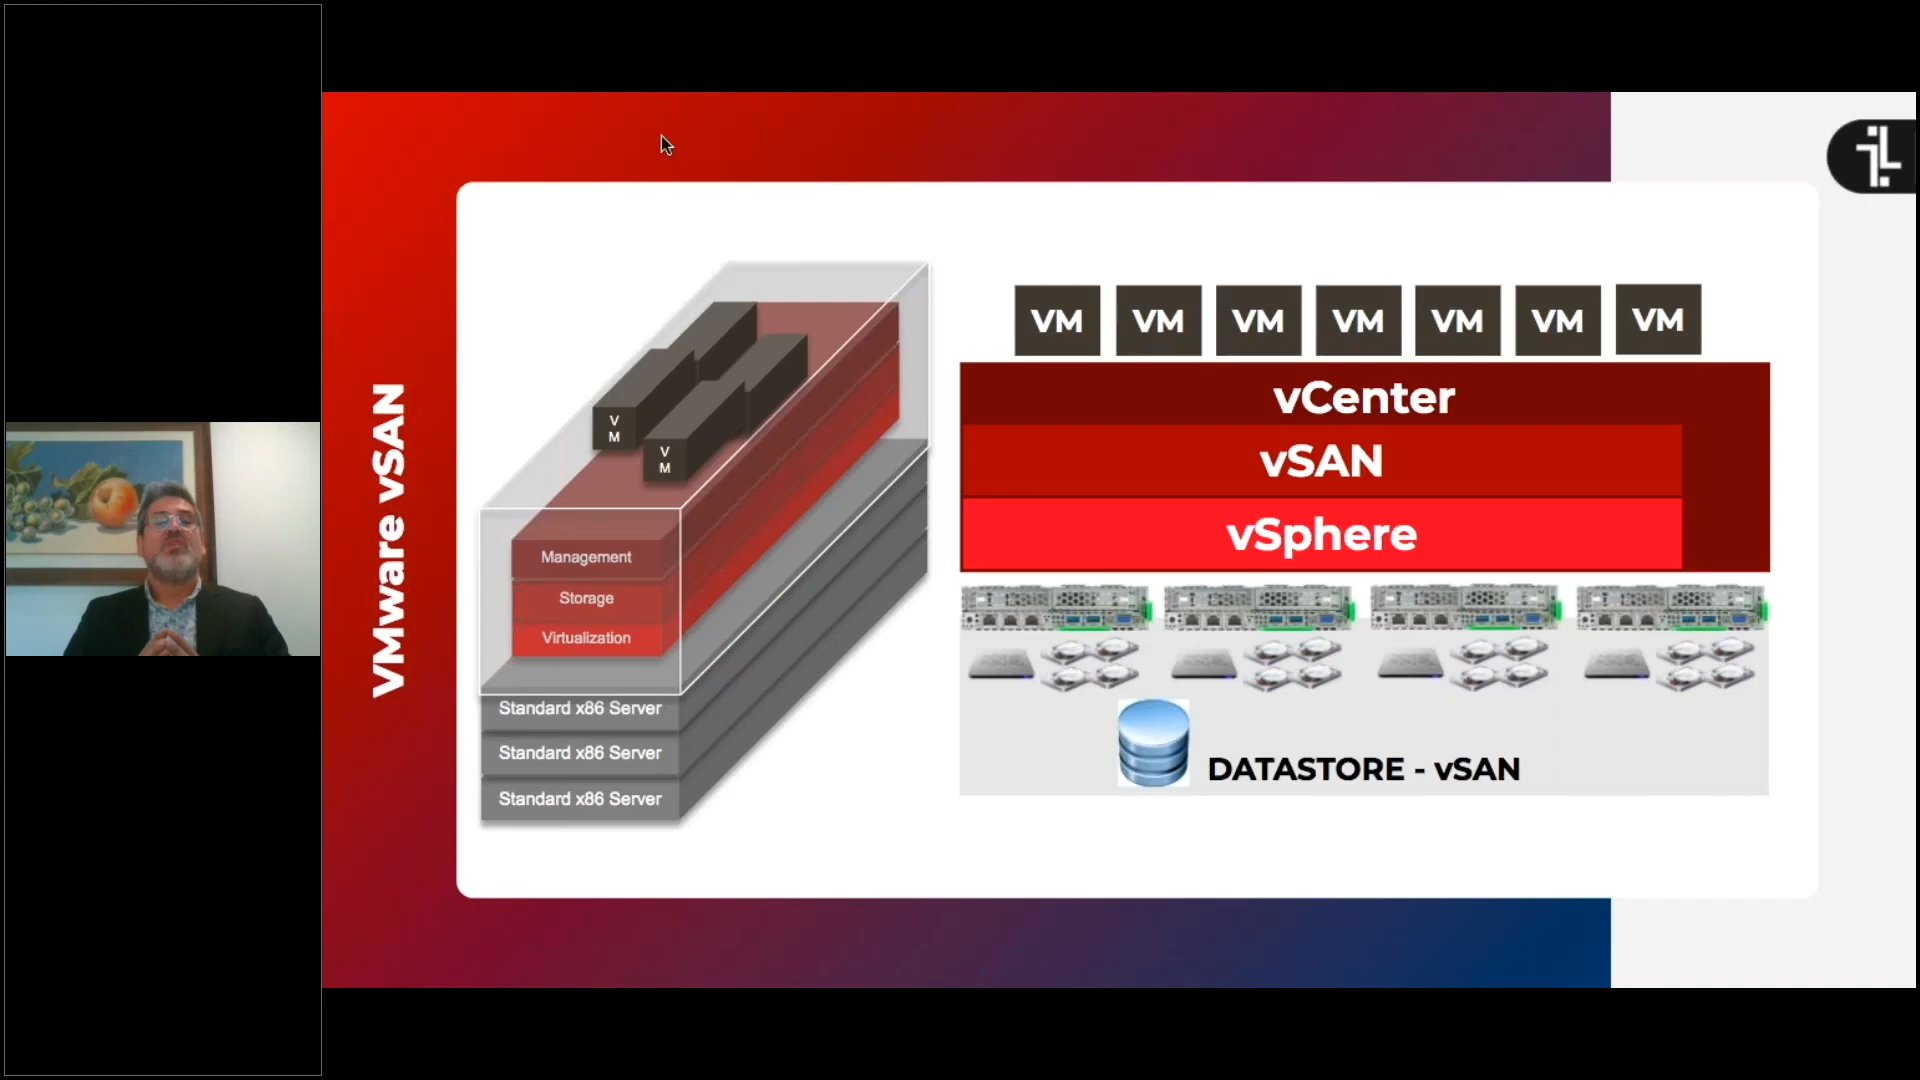 VMware vSAN
V
M
V
M
Management
Storage
Virtualization
Standard x86 Server
Standard x86 Server
Standard x86 Server
VM VM VM VM VM VM VM
vCenter
vSAN
vSphere
DATASTORE - vSAN